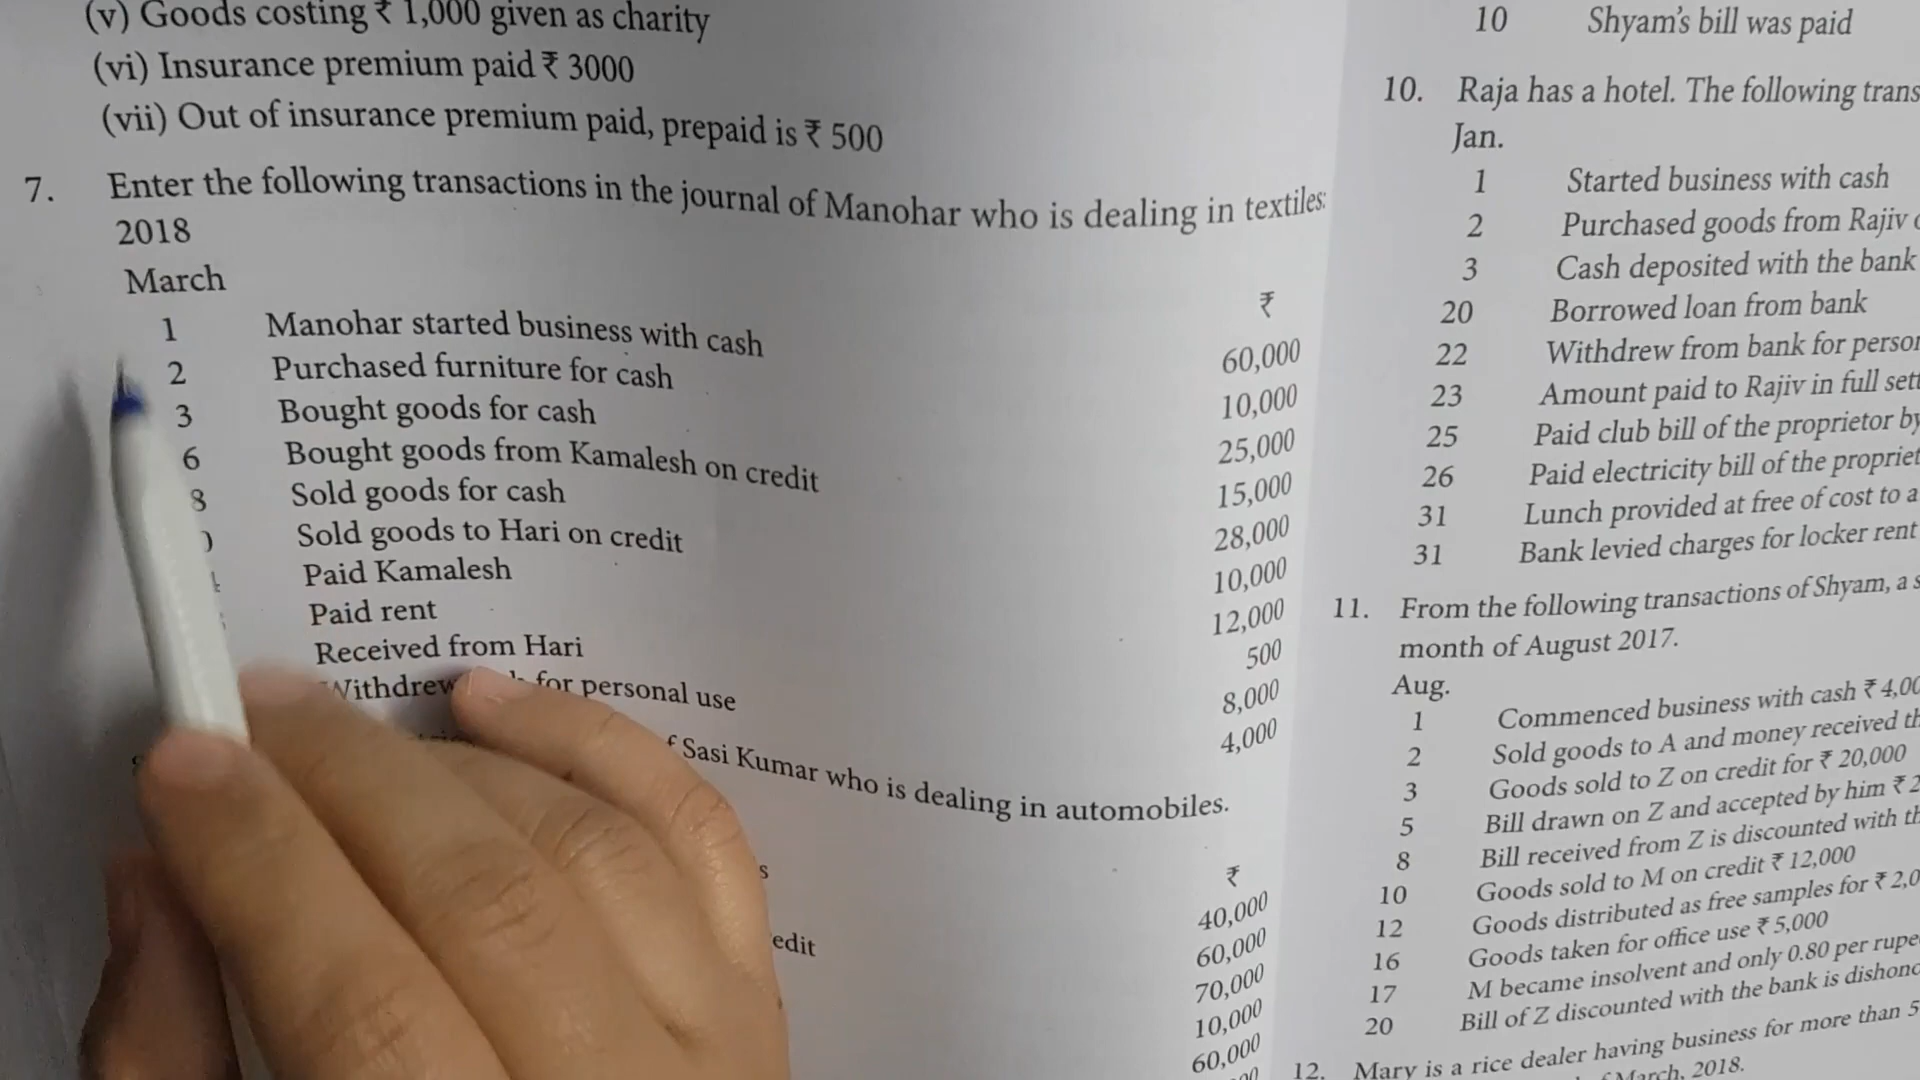 (v) Goods costing ₹ 1,000 given as charity
(vi) Insurance premium paid ₹ 3000
(vii) Out of insurance premium paid, prepaid is ₹ 500
7. Enter the following transactions in the journal of Manohar who is dealing in textiles:
2018
March
₹
1 Manohar started business with cash 60,000
2 Purchased furniture for cash 10,000
3 Bought goods for cash 25,000
6 Bought goods from Kamalesh on credit 15,000
8 Sold goods for cash 28,000
Sold goods to Hari on credit 10,000
Paid Kamalesh 12,000
Paid rent 500
Received from Hari 8,000
Withdrew for personal use 4,000
Sasi Kumar who is dealing in automobiles.
₹
40,000
60,000
70,000
10,000
60,000
10 Shyam's bill was paid
10. Raja has a hotel. The following
Jan.
1 Started business with cash
2 Purchased goods from Rajiv
3 Cash deposited with the bank
20 Borrowed loan from bank
22 Withdrew from bank for
23 Amount paid to Rajiv in full
25 Paid club bill of the proprietor
26 Paid electricity bill of the
31 Lunch provided at free of cost to a
31 Bank levied charges for locker rent
11. From the following transactions of Shyam, a
month of August 2017.
Aug.
1 Commenced business with cash ₹
2 Sold goods to A and money received
3 Goods sold to Z on credit for ₹ 20,000
5 Bill drawn on Z and accepted by him ₹
8 Bill received from Z is discounted with
10 Goods sold to M on credit ₹ 12,000
12 Goods distributed as free samples for ₹
16 Goods taken for office use ₹ 5,000
17 M became insolvent and only 0.80 per
20 Bill of Z discounted with the bank is
12. Mary is a rice dealer having business for more than 5
March, 2018.